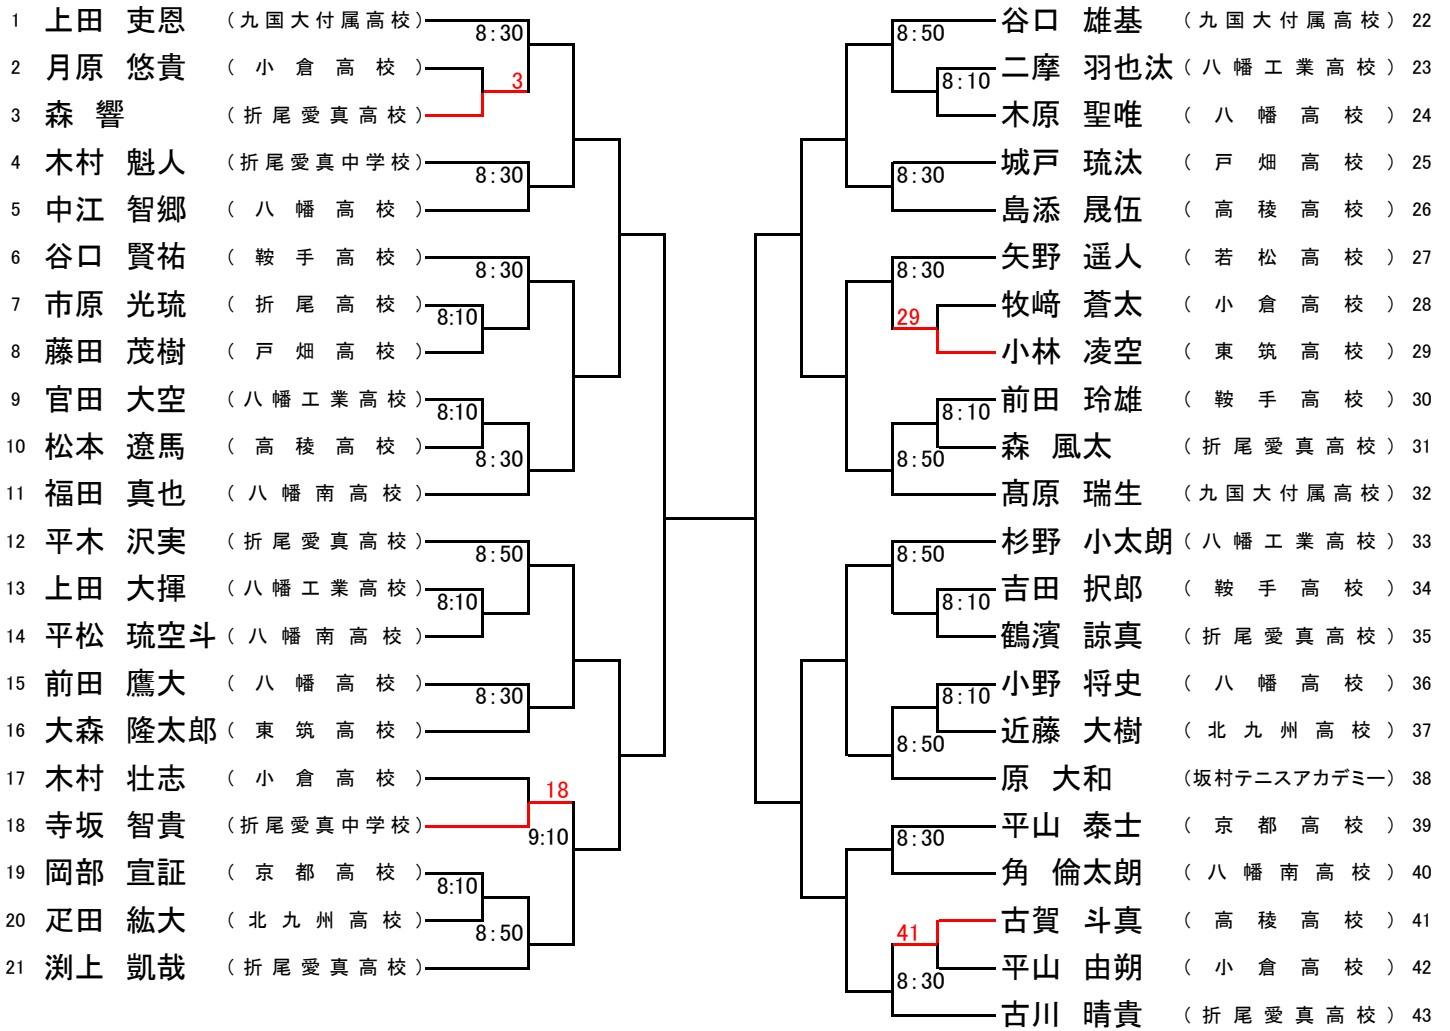 1 上田 吏恩 （九国大付属高校）
8：30
2 月原 悠貴 （小倉高校）
3
3 森 響 （折尾愛真高校）
4 木村 魁人 （折尾愛真中学校）
8：30
5 中江 智郷 （八幡高校）
6 谷口 賢祐 （鞍手高校）
8：30
7 市原 光琉 （折尾高校）
8:10
8 藤田 茂樹 （戸畑高校）
9 官田 大空 （八幡工業高校）
8:10
10 松本 遼馬 （高稜高校）
8：30
11 福田 真也 （八幡南高校）
12 平木 沢実 （折尾愛真高校）
8：50
13 上田 大揮 （八幡工業高校）
8:10
14 平松 琉空斗 （八幡南高校）
15 前田 鷹大 （八幡高校）
8：30
16 大森 隆太郎 （東筑高校）
17 木村 壮志 （小倉高校）
18
18 寺坂 智貴 （折尾愛真中学校）
9：10
19 岡部 宣証 （京都高校）
8:10
20 疋田 紘大 （北九州高校）
8：50
21 渕上 凱哉 （折尾愛真高校）
谷口 雄基 （九国大付属高校） 22
8：50
二摩 羽也汰 （八幡工業高校） 23
8：10
木原 聖唯 （八幡高校） 24
城戸 琉汰 （戸畑高校） 25
8：30
島添 晟伍 （高稜高校） 26
矢野 遥人 （若松高校） 27
8：30
牧﨑 蒼太 （小倉高校） 28
29
小林 凌空 （東筑高校） 29
前田 玲雄 （鞍手高校） 30
8：10
森 風太 （折尾愛真高校） 31
8：50
髙原 瑞生 （九国大付属高校） 32
杉野 小太朗 （八幡工業高校） 33
8：50
吉田 択郎 （鞍手高校） 34
8：10
鶴濱 諒真 （折尾愛真高校） 35
小野 将史 （八幡高校） 36
8：10
近藤 大樹 （北九州高校） 37
8：50
原 大和 （坂村テニスアカデミー） 38
平山 泰士 （京都高校） 39
8：30
角 倫太朗 （八幡南高校） 40
古賀 斗真 （高稜高校） 41
41
平山 由朔 （小倉高校） 42
8：30
古川 晴貴 （折尾愛真高校） 43